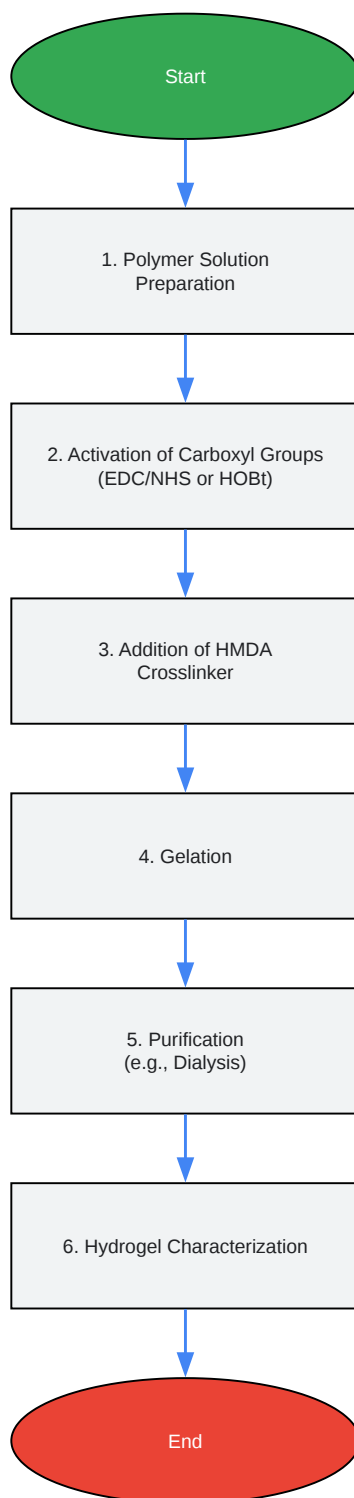 Start
1. Polymer Solution
Preparation
2. Activation of Carboxyl Groups
(EDC/NHS or HOBt)
3. Addition of HMDA
Crosslinker
4. Gelation
5. Purification
(e.g., Dialysis)
6. Hydrogel Characterization
End